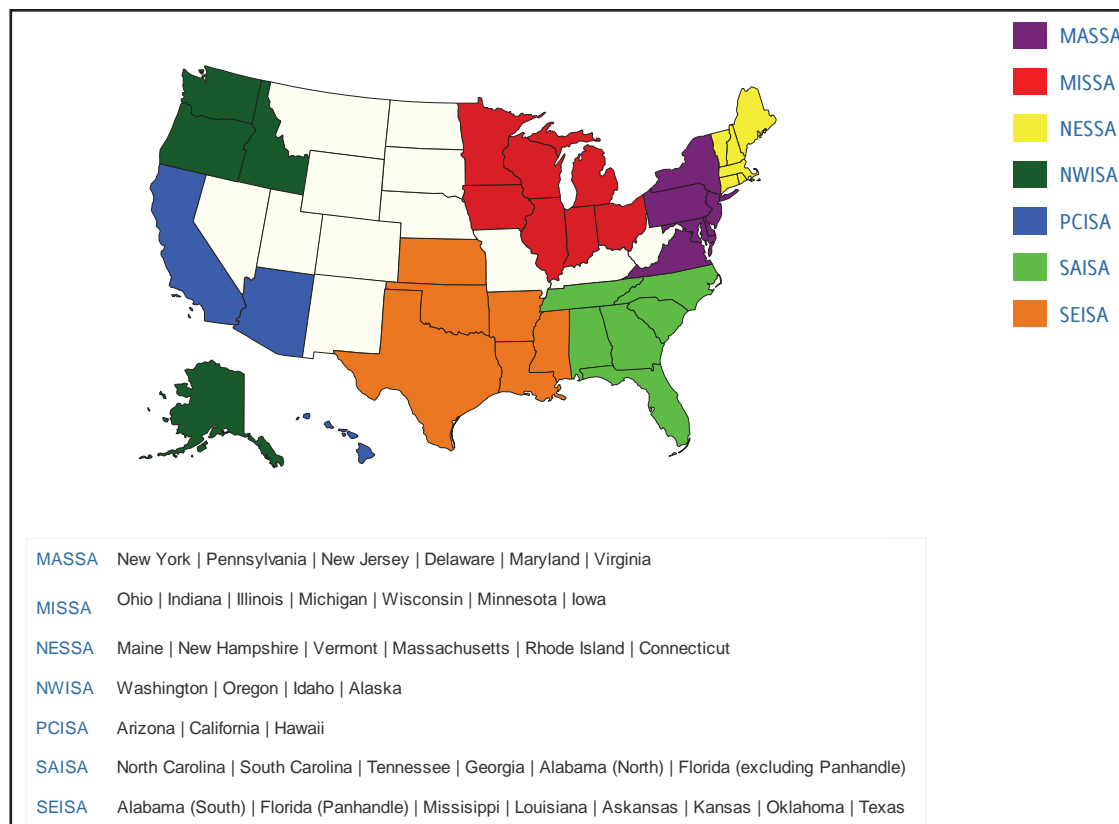 MASSA
MISSA
NESSA
NWISA
PCISA
SAISA
SEISA
MASSA New York | Pennsylvania | New Jersey | Delaware | Maryland | Virginia
MISSA Ohio | Indiana | Illinois | Michigan | Wisconsin | Minnesota | Iowa
NESSA Maine | New Hampshire | Vermont | Massachusetts | Rhode Island | Connecticut
NWISA Washington | Oregon | Idaho | Alaska
PCISA Arizona | California | Hawaii
SAISA North Carolina | South Carolina | Tennessee | Georgia | Alabama (North) | Florida (excluding Panhandle)
SEISA Alabama (South) | Florida (Panhandle) | Missisippi | Louisiana | Askansas | Kansas | Oklahoma | Texas